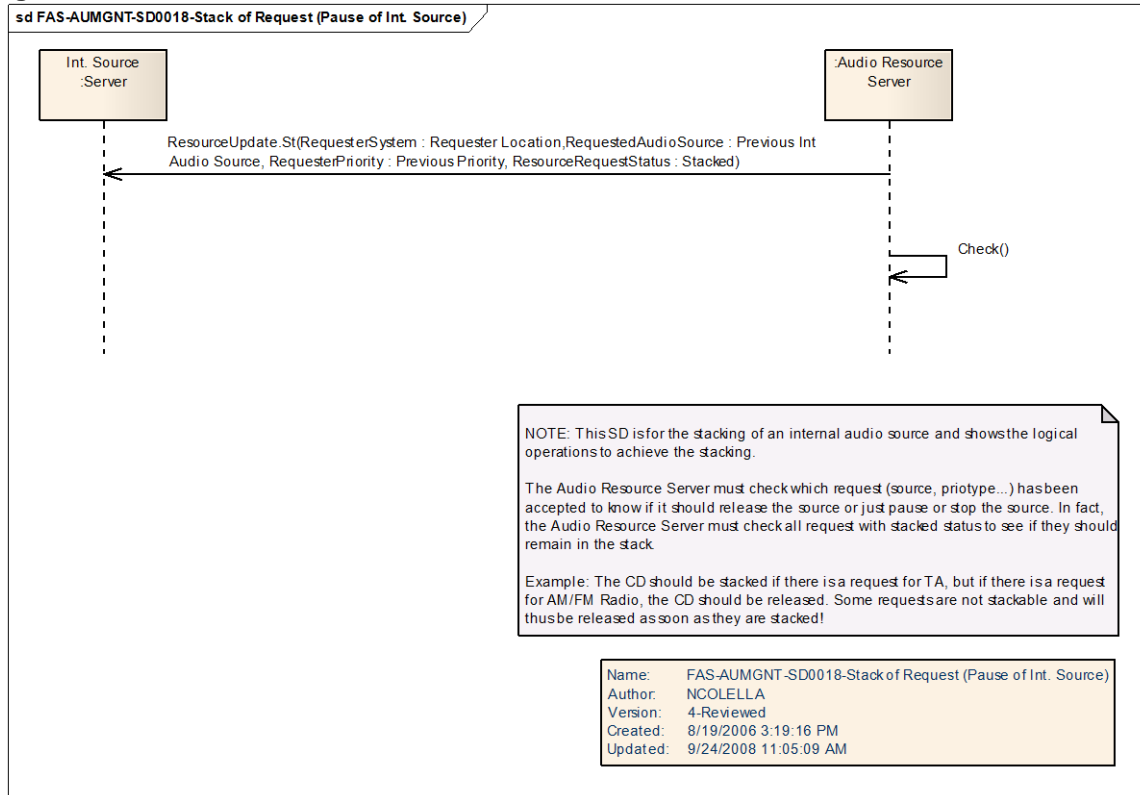 sd FAS-AUMGNT-SD0018-Stack of Request (Pause of Int. Source)
Int. Source
:Server
:Audio Resource
Server
ResourceUpdate.St(RequesterSystem : Requester Location,RequestedAudioSource : Previous Int
Audio Source, RequesterPriority : Previous Priority, ResourceRequestStatus : Stacked)
Check()
NOTE: This SD is for the stacking of an internal audio source and shows the logical
operations to achieve the stacking.
The Audio Resource Server must check which request (source, priotype...) has been
accepted to know if it should release the source or just pause or stop the source. In fact,
the Audio Resource Server must check all request with stacked status to see if they should
remain in the stack.
Example: The CD should be stacked if there is a request for TA, but if there is a request
for AM/FM Radio, the CD should be released. Some requests are not stackable and will
thus be released as soon as they are stacked!
Name: FAS-AUMGNT-SD0018-Stack of Request (Pause of Int. Source)
Author: NCOLELLA
Version: 4-Reviewed
Created: 8/19/2006 3:19:16 PM
Updated: 9/24/2008 11:05:09 AM